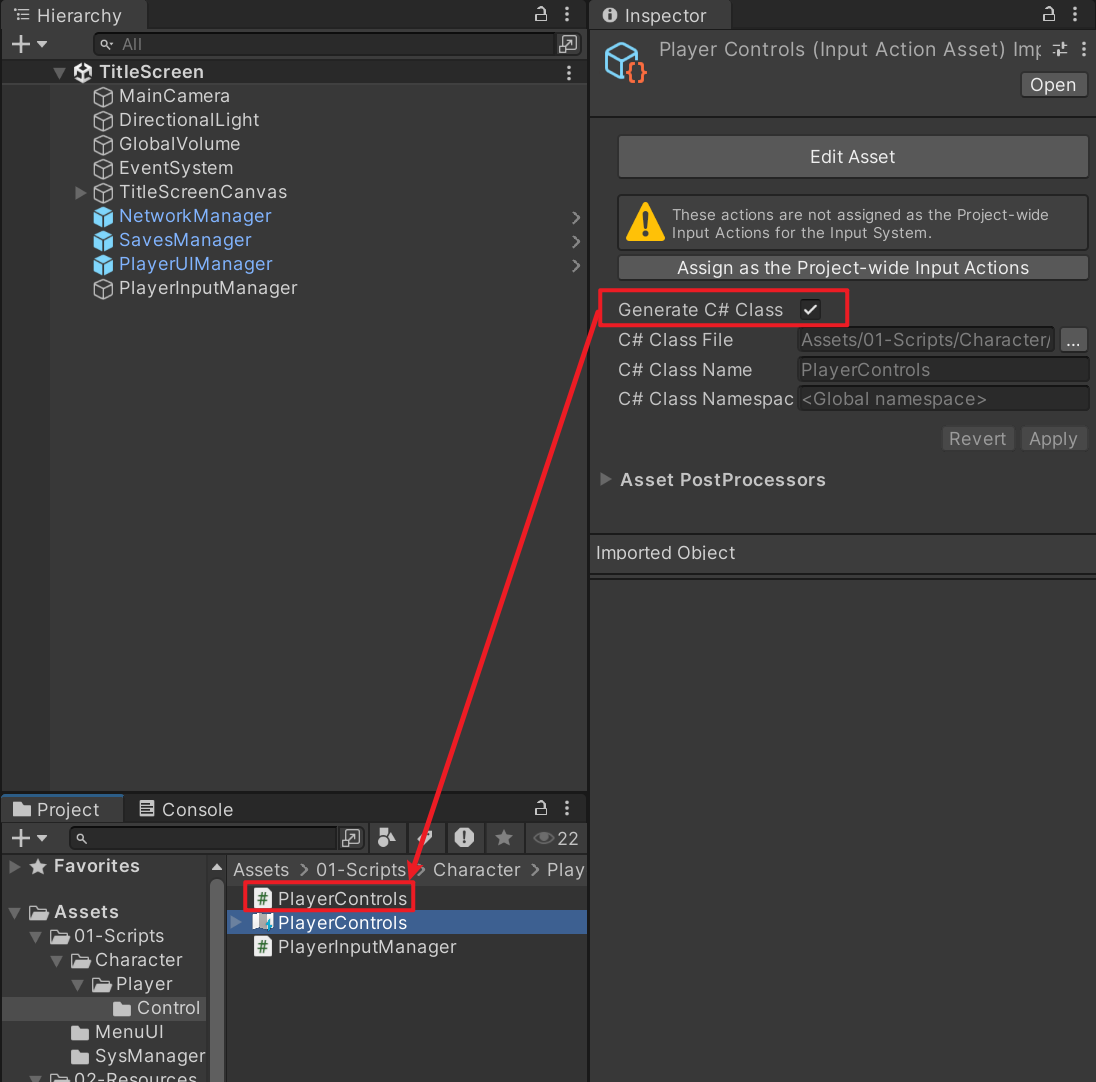 Hierarchy
All
TitleScreen
MainCamera
DirectionalLight
GlobalVolume
EventSystem
TitleScreenCanvas
NetworkManager
SavesManager
PlayerUIManager
PlayerInputManager
Inspector
Player Controls (Input Action Asset) Imp
Open
Edit Asset
These actions are not assigned as the Project-wide
Input Actions for the Input System.
Assign as the Project-wide Input Actions
Generate C# Class
C# Class File
Assets/01-Scripts/Character/
...
C# Class Name
PlayerControls
C# Class Namespac
<Global namespace>
Revert
Apply
Asset PostProcessors
Imported Object
Project
Console
22
Favorites
Assets
01-Scripts
Character
Player
Control
MenuUI
SysManager
02-Resources
Assets > 01-Scripts > Character > Play
PlayerControls
PlayerControls
PlayerInputManager